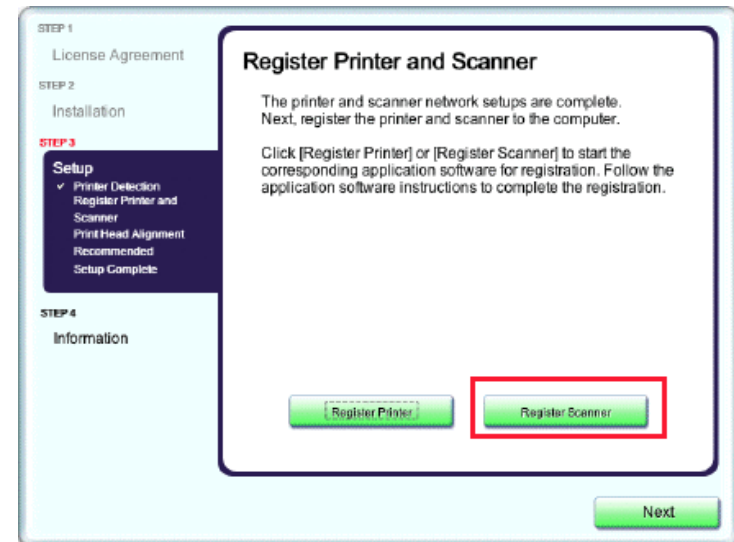 STEP 1
License Agreement
STEP 2
Installation
STEP 3
Setup
✓ Printer Detection
Register Printer and
Scanner
Print Head Alignment
Recommended
Setup Complete
STEP 4
Information
Register Printer and Scanner
The printer and scanner network setups are complete.
Next, register the printer and scanner to the computer.
Click [Register Printer] or [Register Scanner] to start the
corresponding application software for registration. Follow the
application software instructions to complete the registration.
Register Printer
Register Scanner
Next